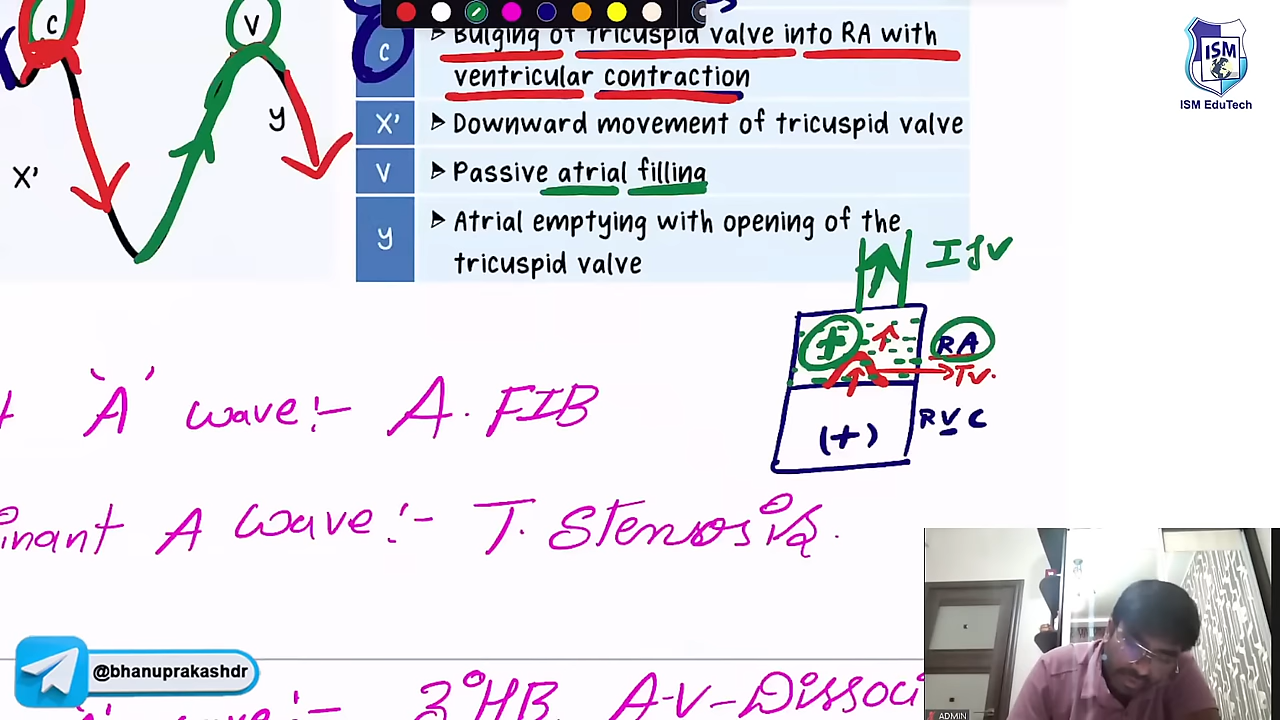 C
V
y
X'
c
Bulging of tricuspid valve into RA with
ventricular contraction
X'
Downward movement of tricuspid valve
V
Passive atrial filling
y
Atrial emptying with opening of the
tricuspid valve
ISM
ISM EduTech
IJV
+
RA
TV.
RVC
(+)
'A' wave:- A. FIB
A wave:- T. Stenosis.
@bhanuprakashdr
wave:- 3° HB A-V-Dissoci
ADMIN